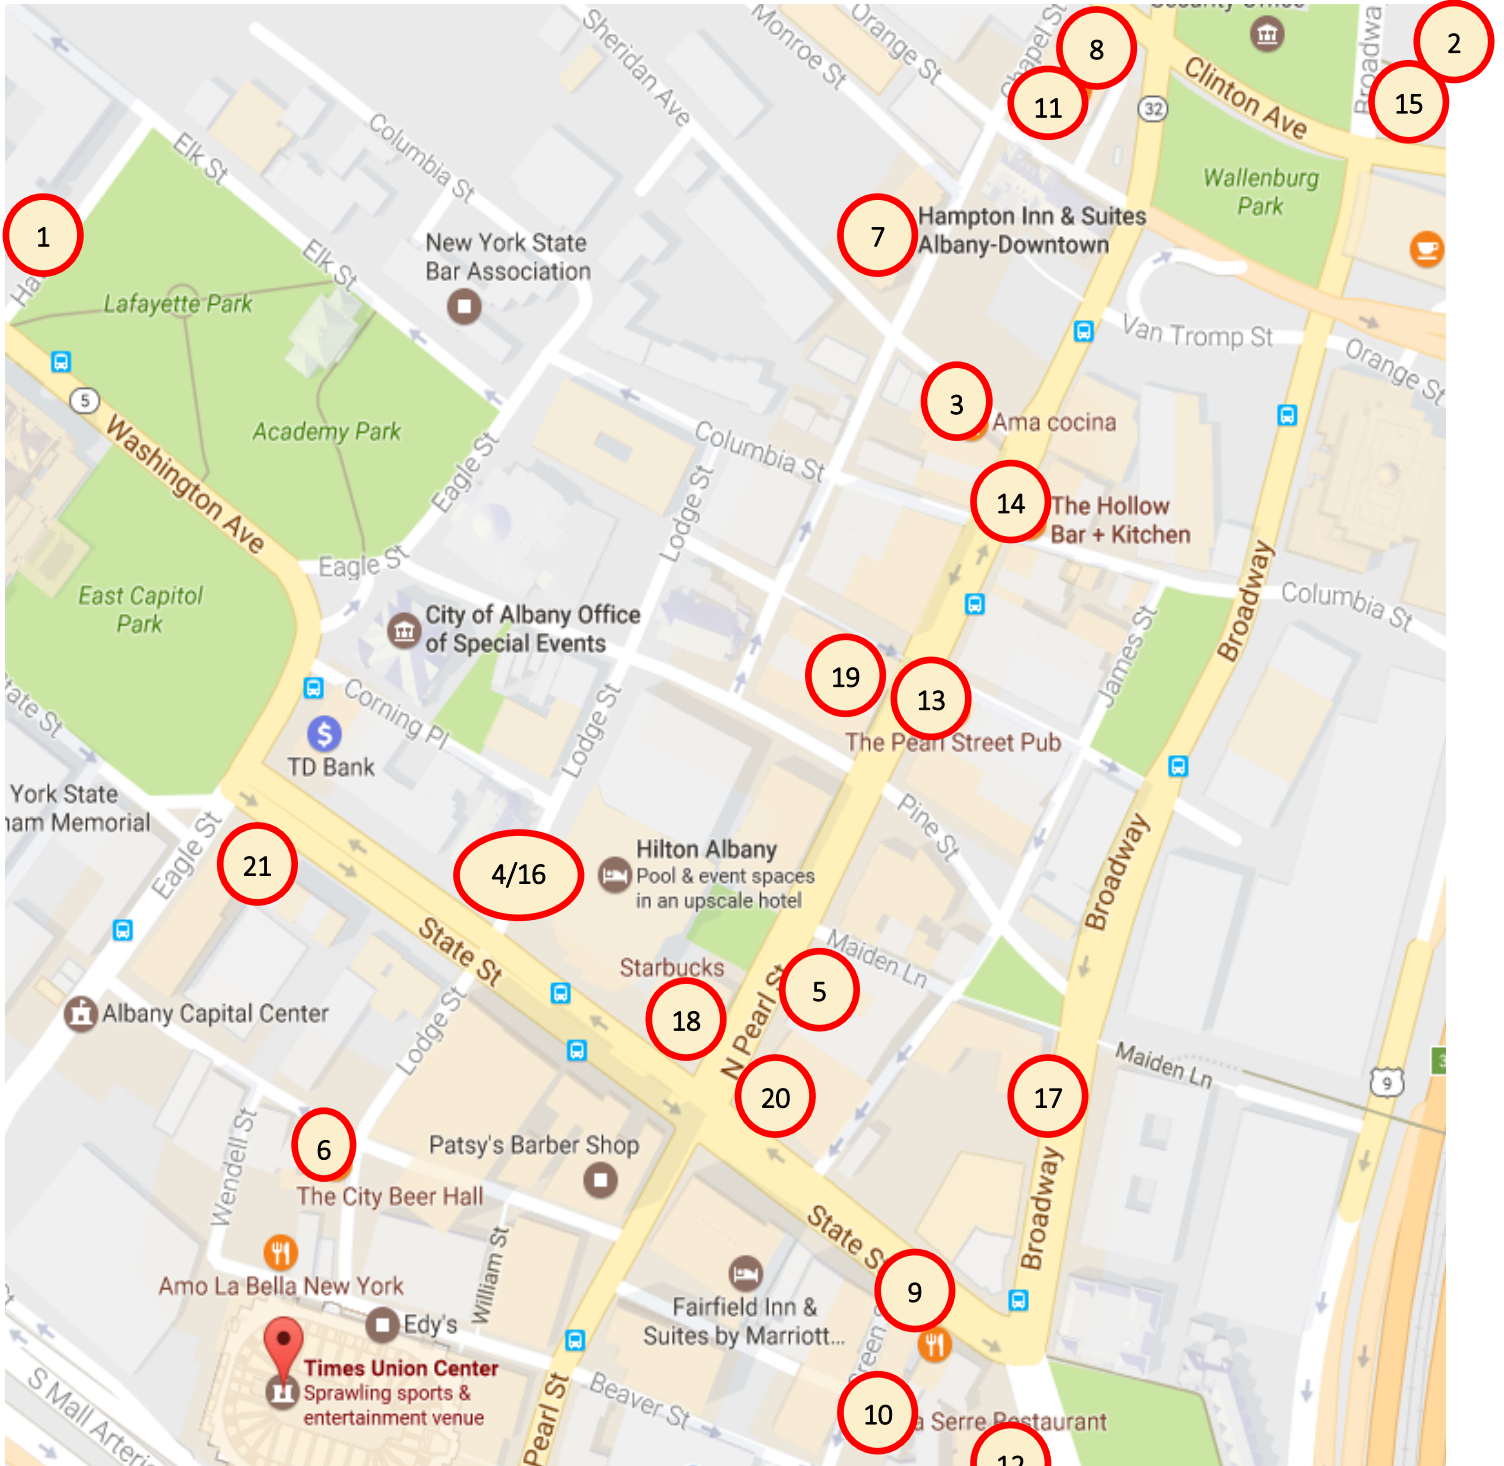 Sheridan Ave
Monroe St
Orange St
Chapel St
8
2
11
15
Clinton Ave
32
Columbia St
Elk St
Wallenburg
Park
1
7
Hampton Inn & Suites
Albany-Downtown
New York State
Bar Association
Elk St
Lafayette Park
Van Tromp St
Orange St
5
Washington Ave
Academy Park
3
Ama cocina
Columbia St
Eagle St
Lodge St
14
The Hollow
Bar + Kitchen
Eagle St
East Capitol
Park
Broadway
Columbia St
City of Albany Office
of Special Events
James St
19
13
The Pearl Street Pub
Corning Pl
Lodge St
TD Bank
York State
Pine St
Memorial
Eagle St
21
4/16
Hilton Albany
Pool & event spaces
in an upscale hotel
Broadway
State St
Maiden Ln
Starbucks
5
18
N Pearl St
Albany Capital Center
Lodge St
Maiden Ln
9
20
17
6
Patsy's Barber Shop
The City Beer Hall
Wendell St
William St
State St
Broadway
9
Amo La Bella New York
Fairfield Inn &
Suites by Marriott...
Edy's
Times Union Center
Sprawling sports &
entertainment venue
S Mall Arteri
Pearl St
Beaver St
10
a Serre Restaurant
12